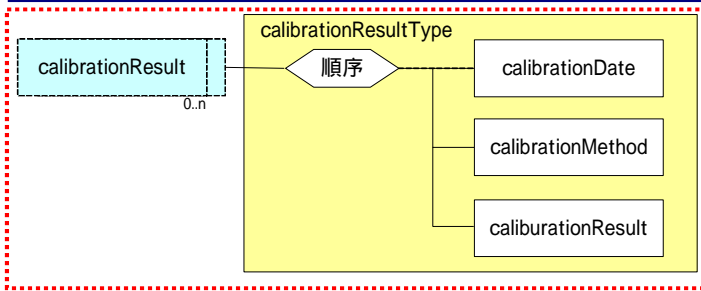 calibrationResultType
calibrationResult
0..n
順序
calibrationDate
calibrationMethod
caliburationResult